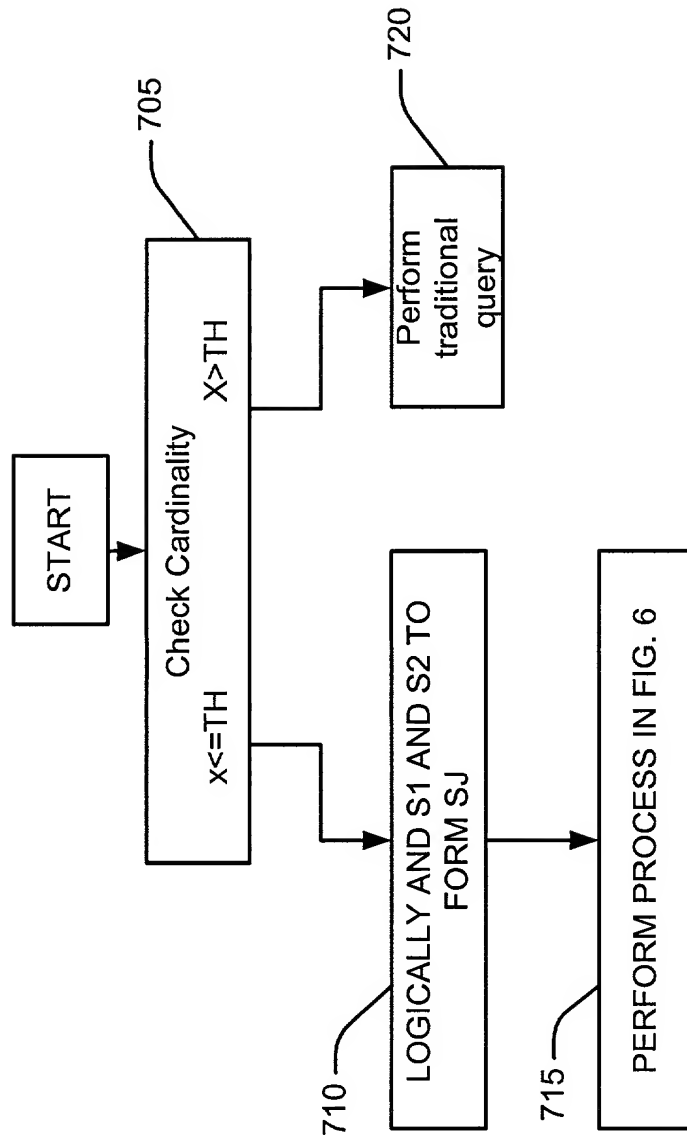 START
705
Check Cardinality
x<=TH
X>TH
710
LOGICALLY AND S1 AND S2 TO
FORM SJ
720
Perform
traditional
query
715
PERFORM PROCESS IN FIG. 6